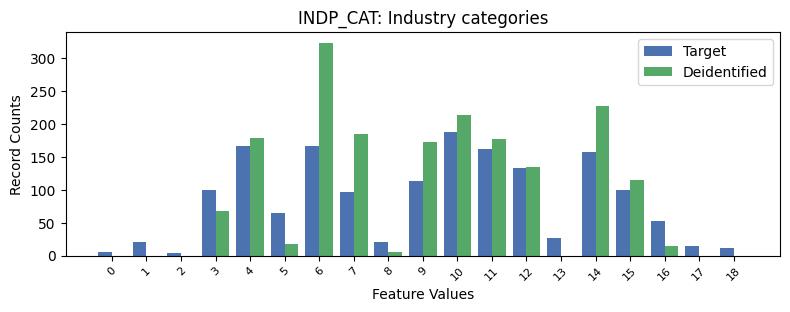 INDP_CAT: Industry categories
Target
Deidentified
Record Counts
300
250
200
150
100
50
0
0 1 2 3 4 5 6 7 8 9 10 11 12 13 14 15 16 17 18
Feature Values